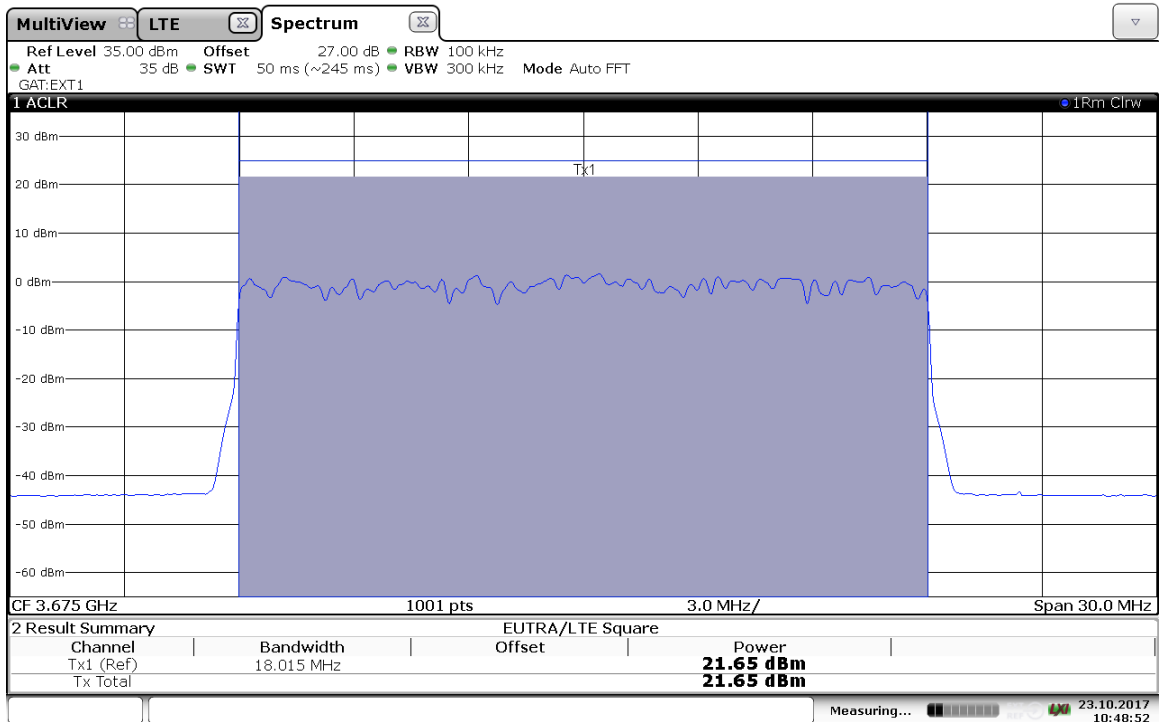 MultiView LTE Spectrum
Ref Level 35.00 dBm Offset 27.00 dB RBW 100 kHz
Att 35 dB SWT 50 ms (~245 ms) VBW 300 kHz Mode Auto FFT
GAT:EXT1
1 ACLR 1Rm Clrw
30 dBm
Tx1
20 dBm
10 dBm
0 dBm
-10 dBm
-20 dBm
-30 dBm
-40 dBm
-50 dBm
-60 dBm
CF 3.675 GHz 1001 pts 3.0 MHz/ Span 30.0 MHz
2 Result Summary EUTRA/LTE Square
Channel Bandwidth Offset Power
Tx1 (Ref) 18.015 MHz 21.65 dBm
Tx Total 21.65 dBm
Measuring... REF LXI 23.10.2017
10:48:52